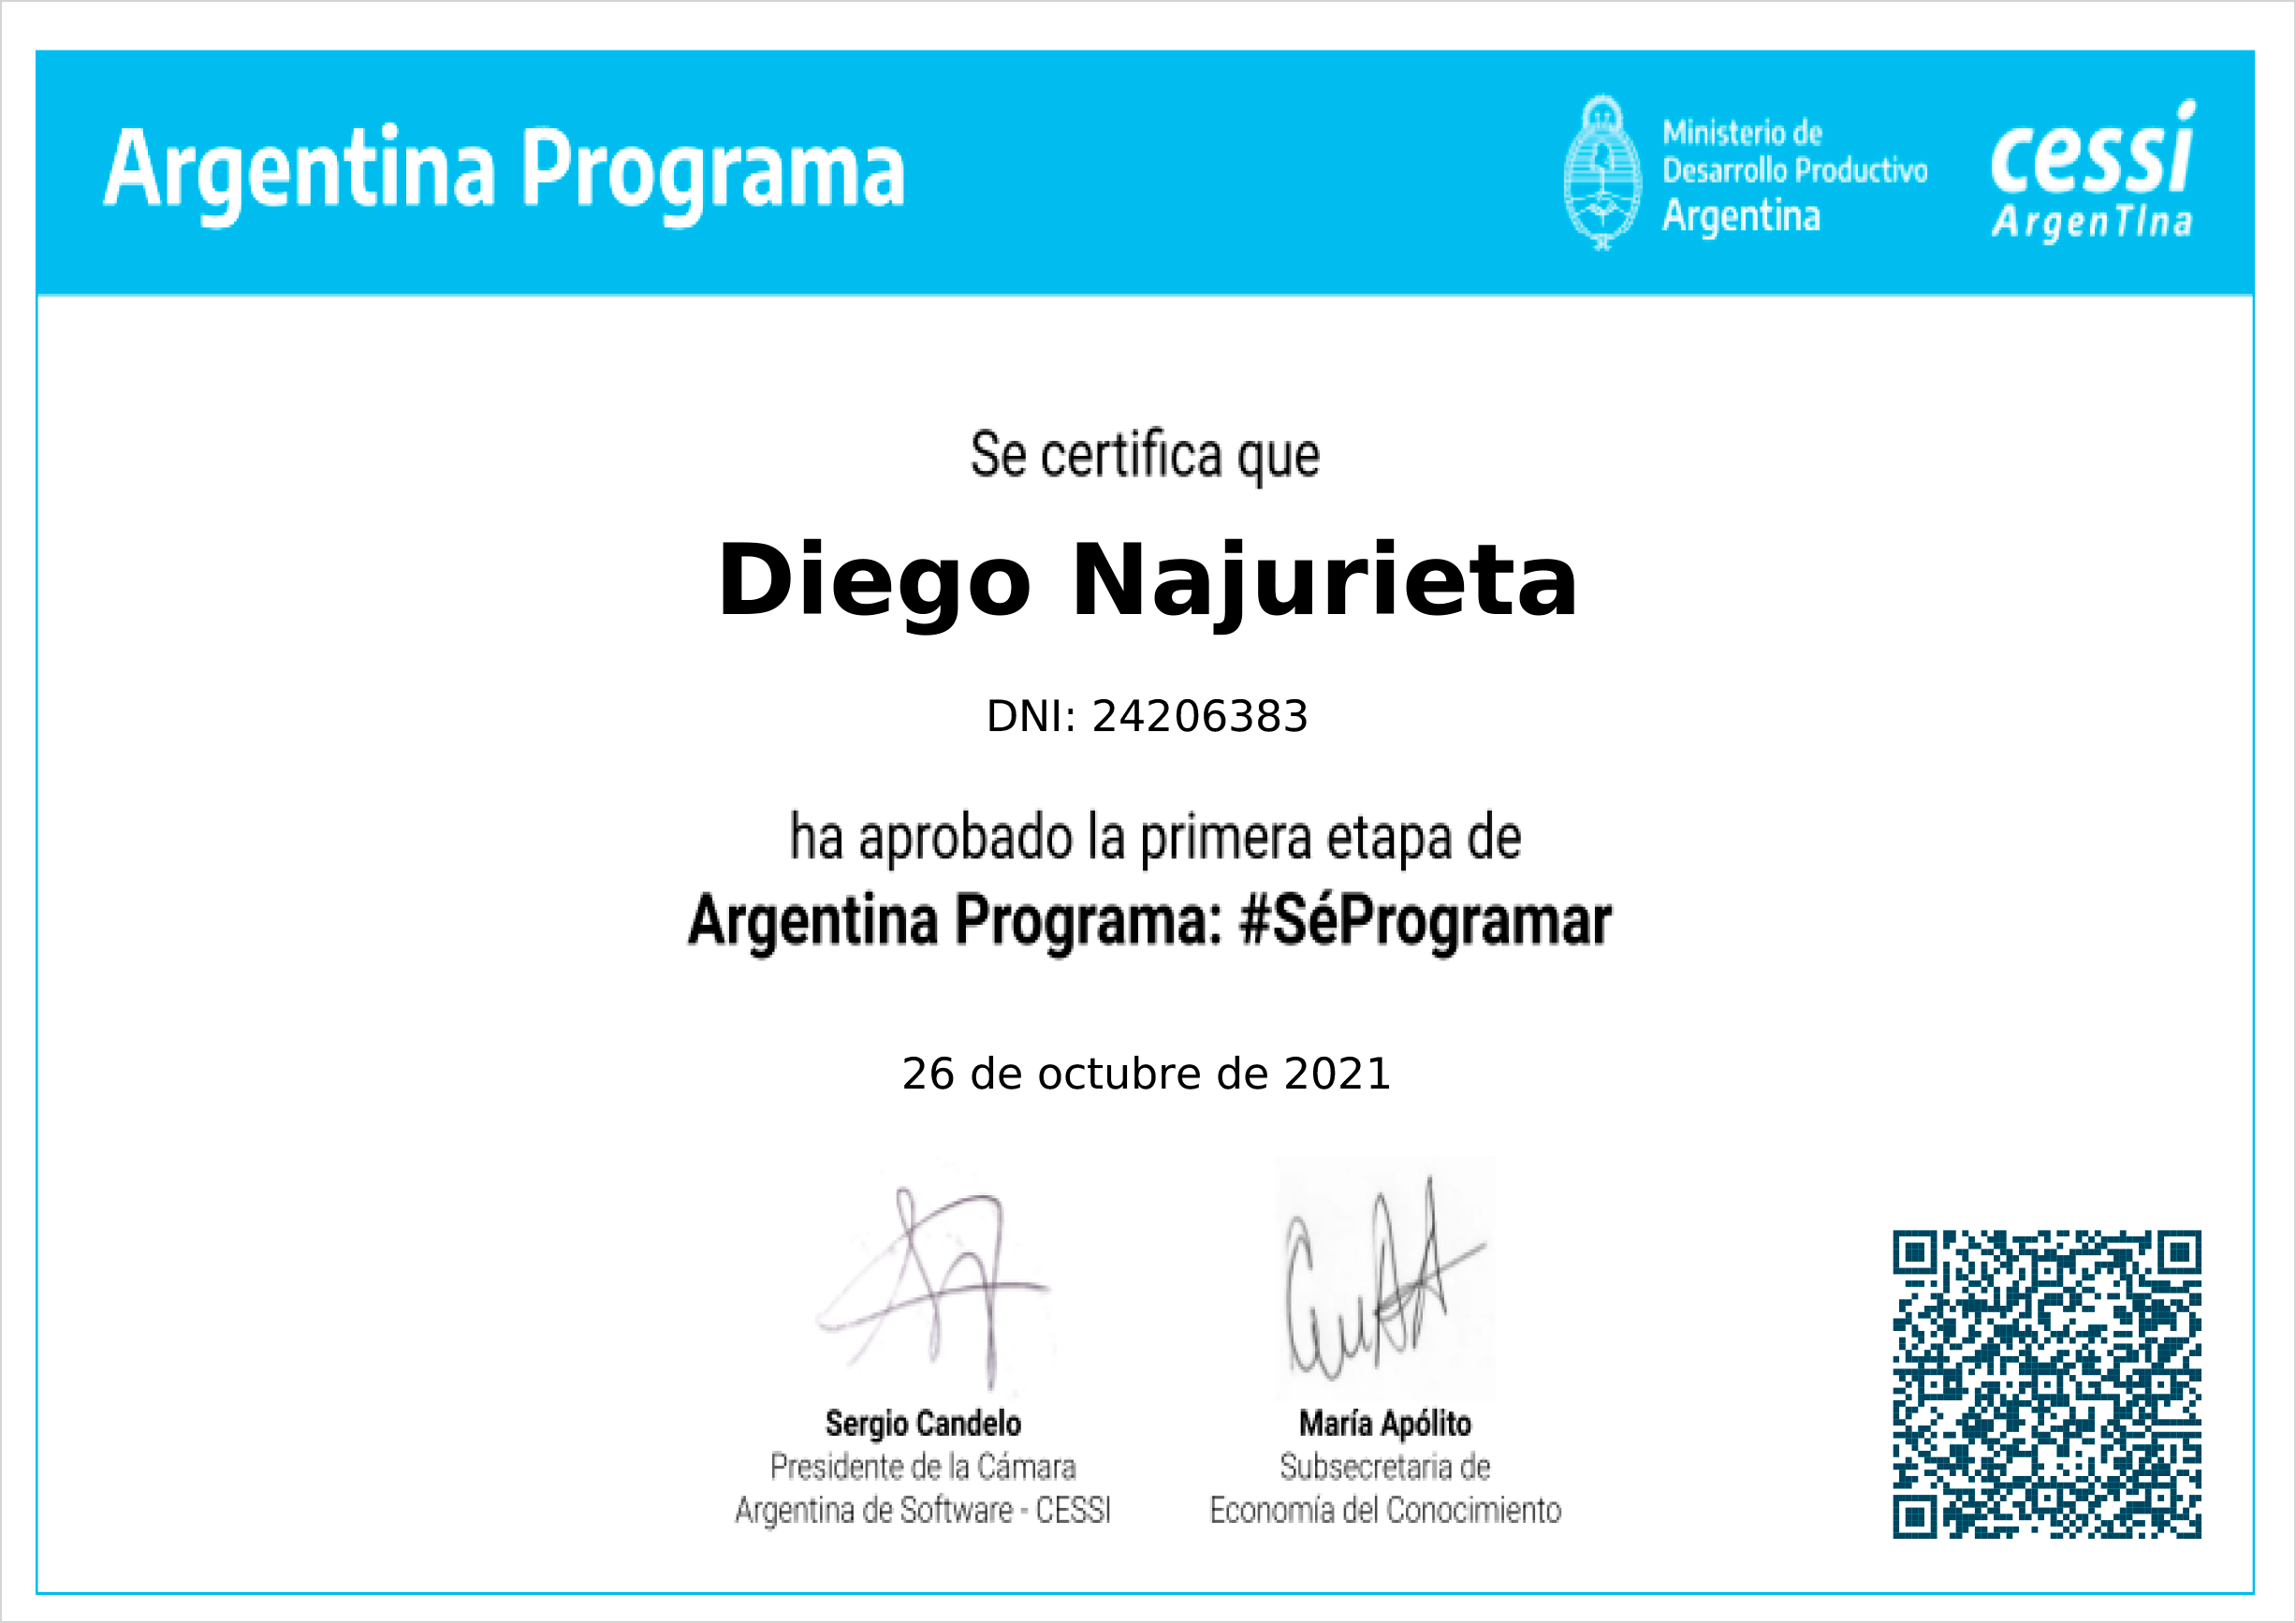 Argentina Programa
Ministerio de
Desarrollo Productivo
Argentina
cessi
ArgenTIna
Se certifica que
Diego Najurieta
DNI: 24206383
ha aprobado la primera etapa de
Argentina Programa: #SéProgramar
26 de octubre de 2021
Sergio Candelo
Presidente de la Cámara
Argentina de Software - CESSI
María Apólito
Subsecretaria de
Economía del Conocimiento